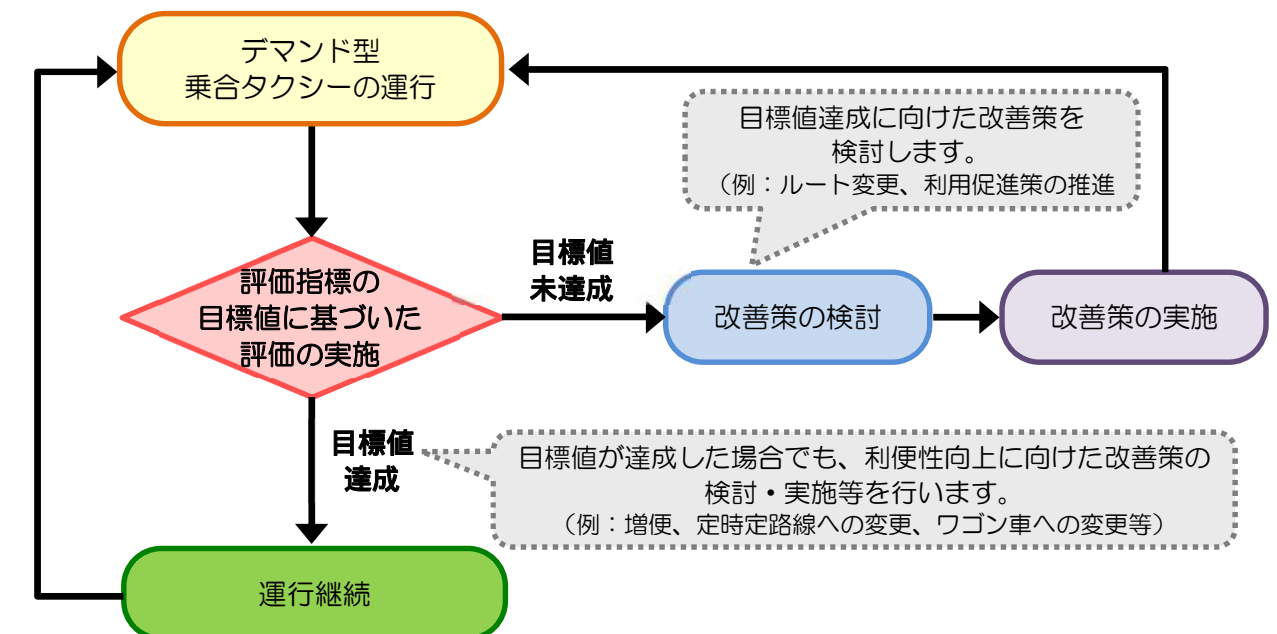 デマンド型
乗合タクシーの運行
目標値達成に向けた改善策を
検討します。
（例：ルート変更、利用促進策の推進
評価指標の
目標値に基づいた
評価の実施
目標値
未達成
改善策の検討
改善策の実施
目標値
達成
目標値が達成した場合でも、利便性向上に向けた改善策の
検討・実施等を行います。
（例：増便、定時定路線への変更、ワゴン車への変更等）
運行継続